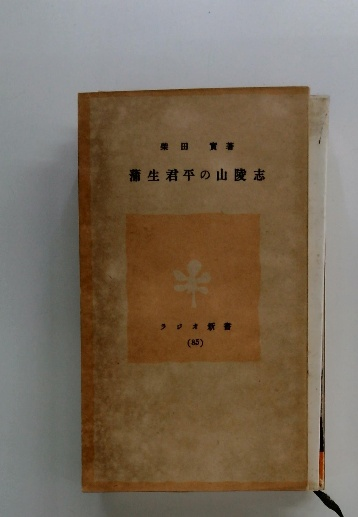 柴田實著
蒲生君平の山陵志
ラジオ新書
(85)